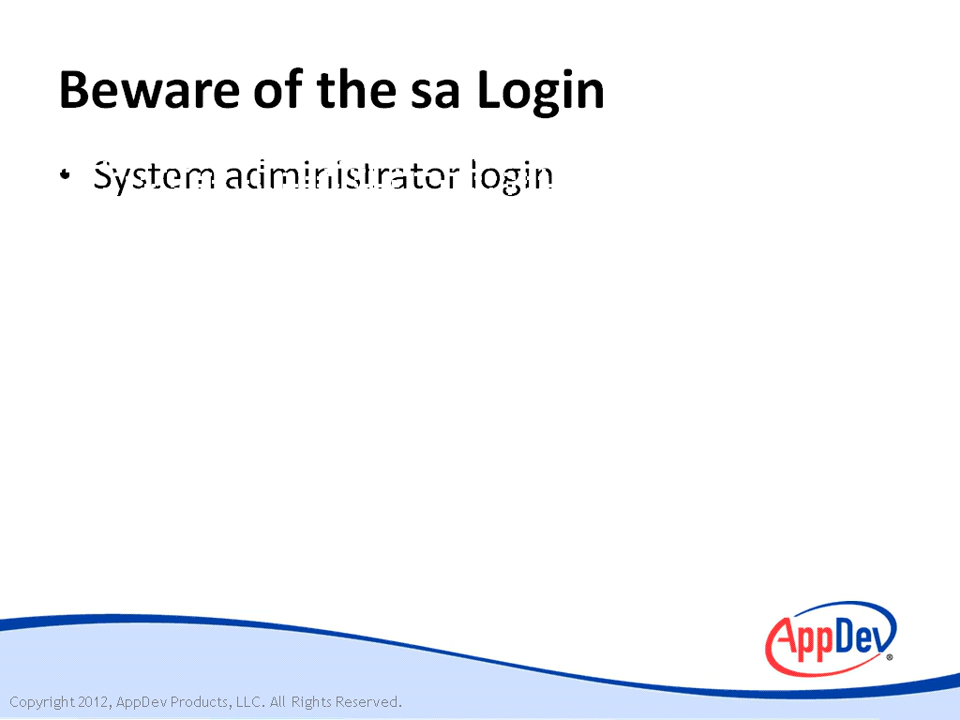 Beware of the sa Login
• System administrator login
AppDev®
Copyright 2012, AppDev Products, LLC. All Rights Reserved.